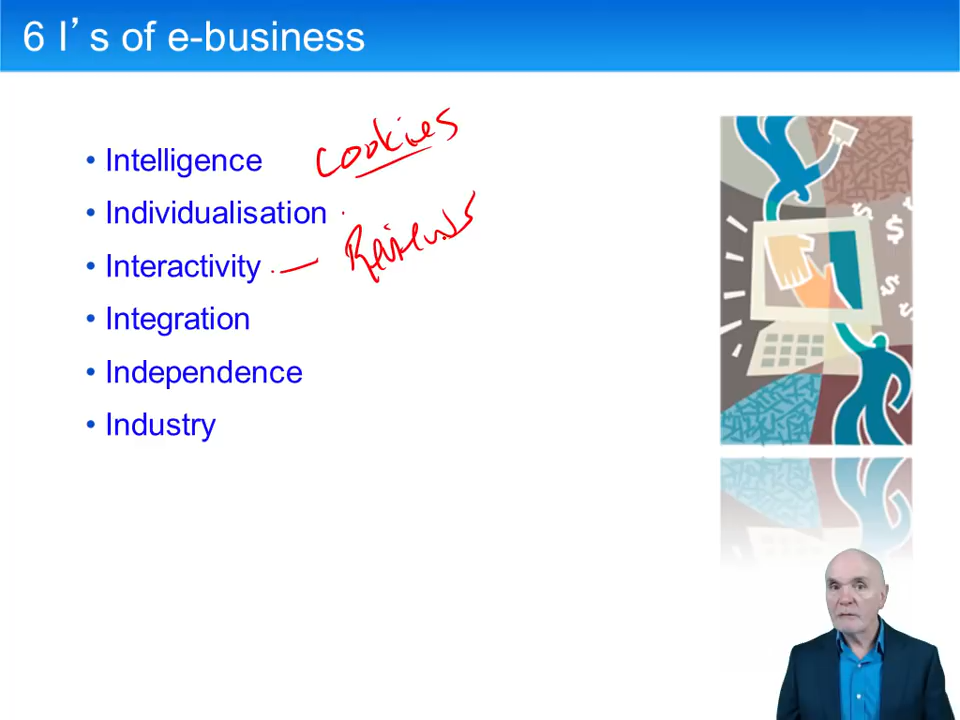 6 I’s of e-business
• Intelligence cookies
• Individualisation
• Interactivity — Reviews
• Integration
• Independence
• Industry